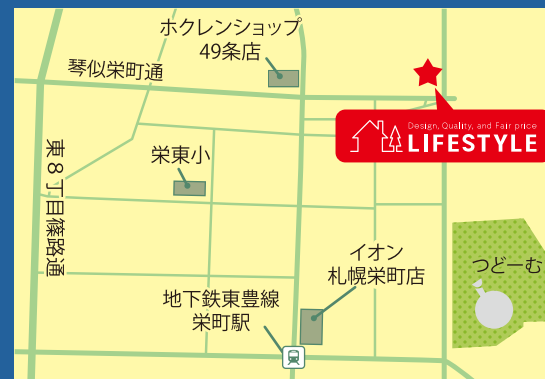 ホクレンショップ
49条店
琴似栄町通
Design, Quality, and Fair price
LIFESTYLE
東8丁目篠路通
栄東小
イオン
札幌栄町店
つどーむ
地下鉄東豊線
栄町駅